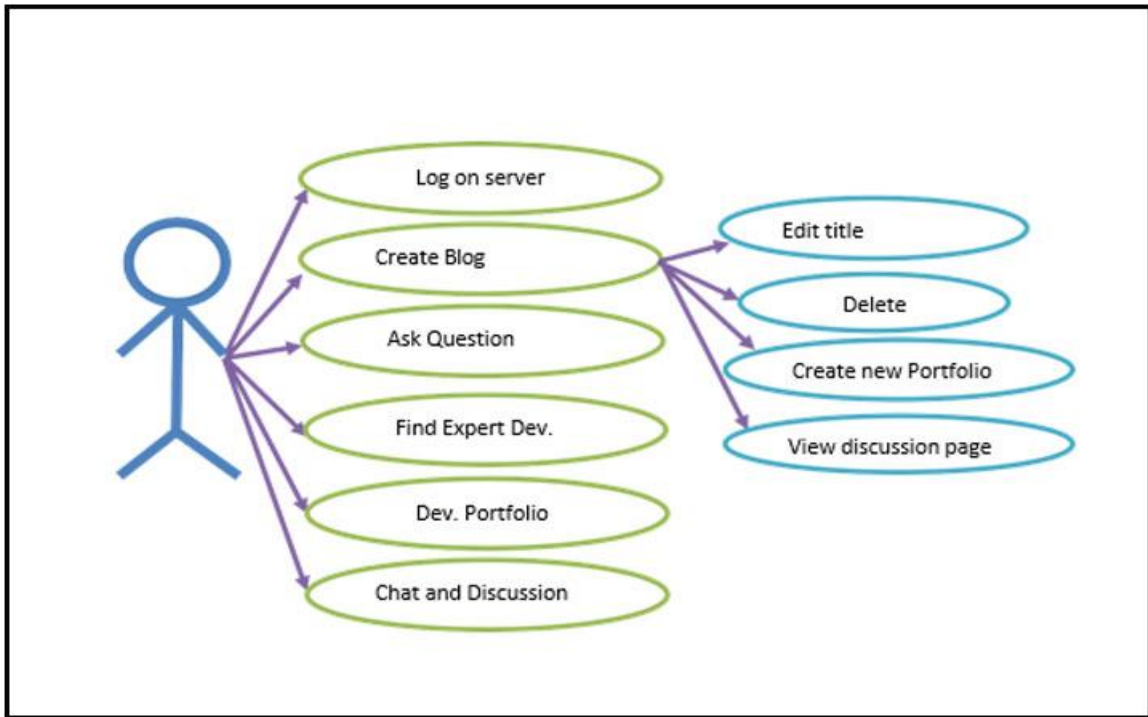 Log on server
Create Blog
Ask Question
Find Expert Dev.
Dev. Portfolio
Chat and Discussion
Edit title
Delete
Create new Portfolio
View discussion page